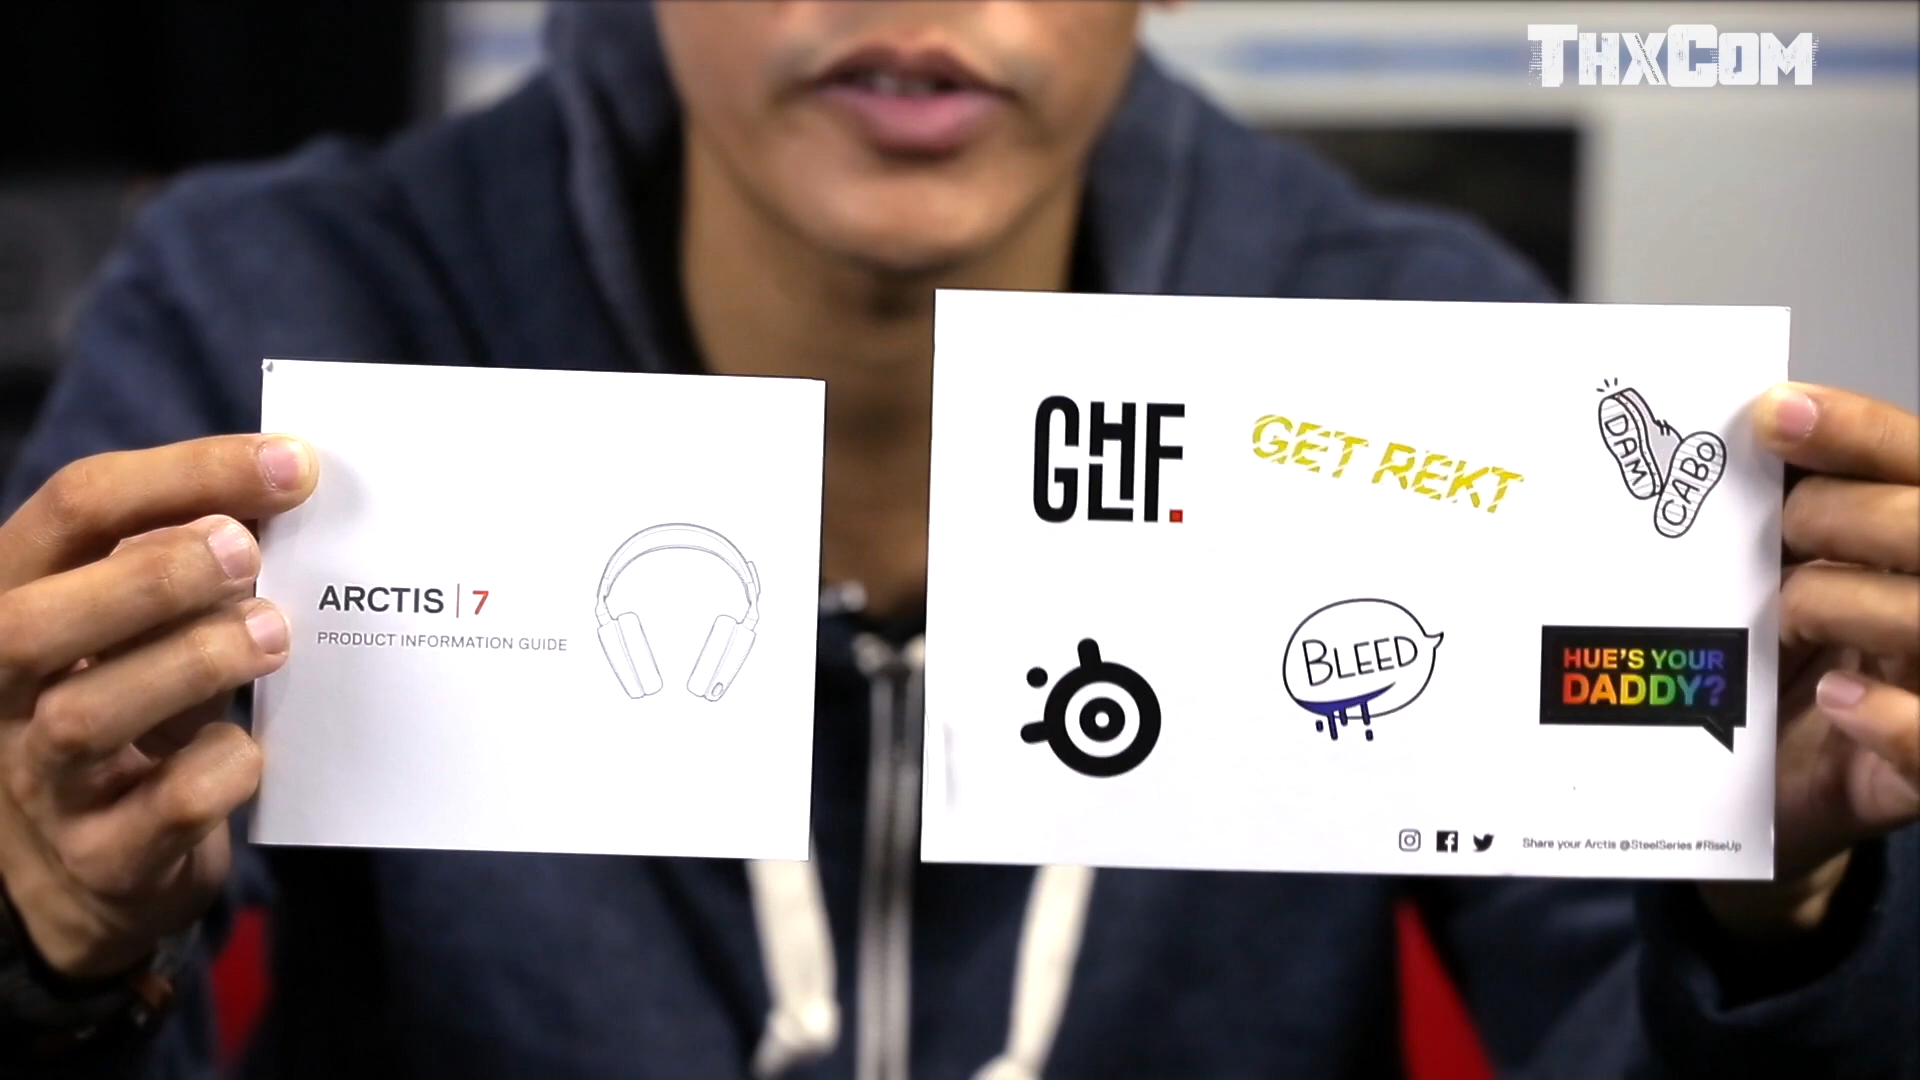 THXCOM
ARCTIS | 7
PRODUCT INFORMATION GUIDE
GLHF.
GET REKT
DAM
CABO
BLEED
HUE'S YOUR
DADDY?
Share your Arctis @SteelSeries #RiseUp